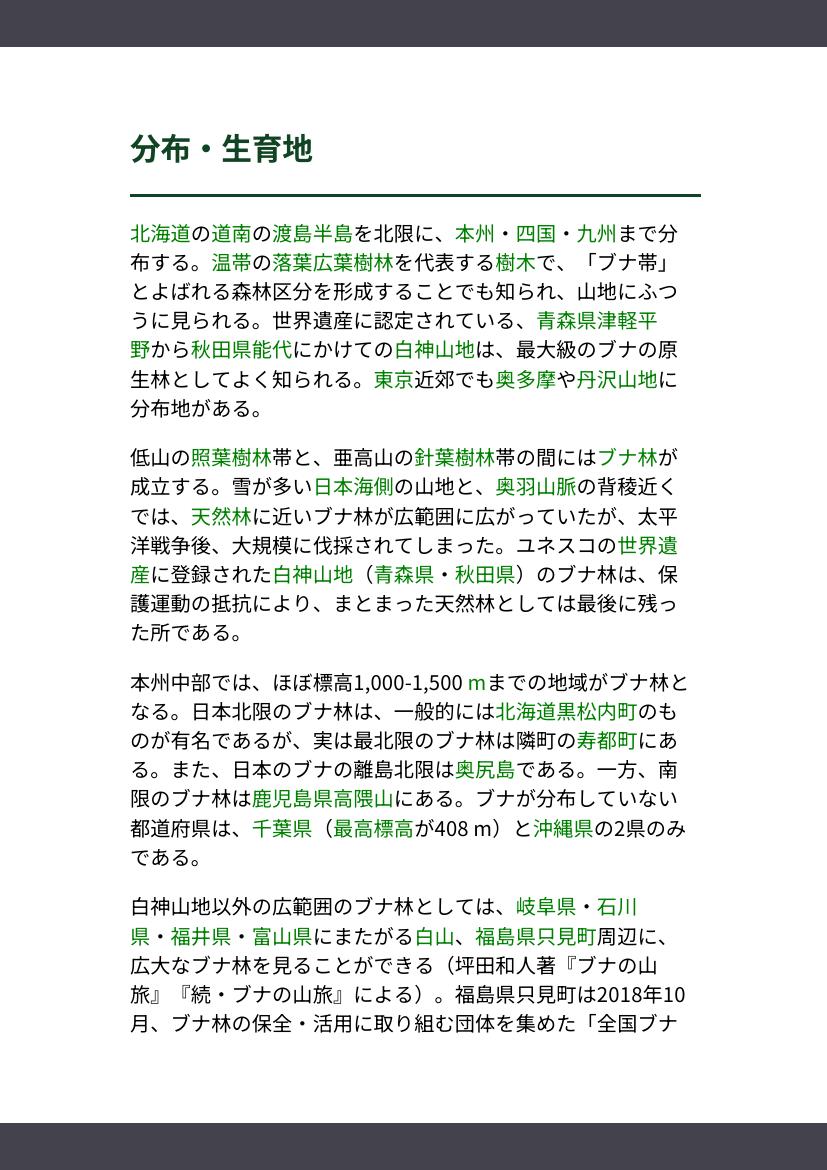 分布・生育地
北海道の道南の渡島半島を北限に、本州・四国・九州まで分
布する。温帯の落葉広葉樹林を代表する樹木で、「ブナ帯」
とよばれる森林区分を形成することでも知られ、山地にふつ
うに見られる。世界遺産に認定されている、青森県津軽平
野から秋田県能代にかけての白神山地は、最大級のブナの原
生林としてよく知られる。東京近郊でも奥多摩や丹沢山地に
分布地がある。
低山の照葉樹林帯と、亜高山の針葉樹林帯の間にはブナ林が
成立する。雪が多い日本海側の山地と、奥羽山脈の背稜近く
では、天然林に近いブナ林が広範囲に広がっていたが、太平
洋戦争後、大規模に伐採されてしまった。ユネスコの世界遺
産に登録された白神山地（青森県・秋田県）のブナ林は、保
護運動の抵抗により、まとまった天然林としては最後に残っ
た所である。
本州中部では、ほぼ標高1,000-1,500 mまでの地域がブナ林と
なる。日本北限のブナ林は、一般的には北海道黒松内町のも
のが有名であるが、実は最北限のブナ林は隣町の寿都町にあ
る。また、日本のブナの離島北限は奥尻島である。一方、南
限のブナ林は鹿児島県高隈山にある。ブナが分布していない
都道府県は、千葉県（最高標高が408 m）と沖縄県の2県のみ
である。
白神山地以外の広範囲のブナ林としては、岐阜県・石川
県・福井県・富山県にまたがる白山、福島県只見町周辺に、
広大なブナ林を見ることができる（坪田和人著『ブナの山
旅』『続・ブナの山旅』による）。福島県只見町は2018年10
月、ブナ林の保全・活用に取り組む団体を集めた「全国ブナ